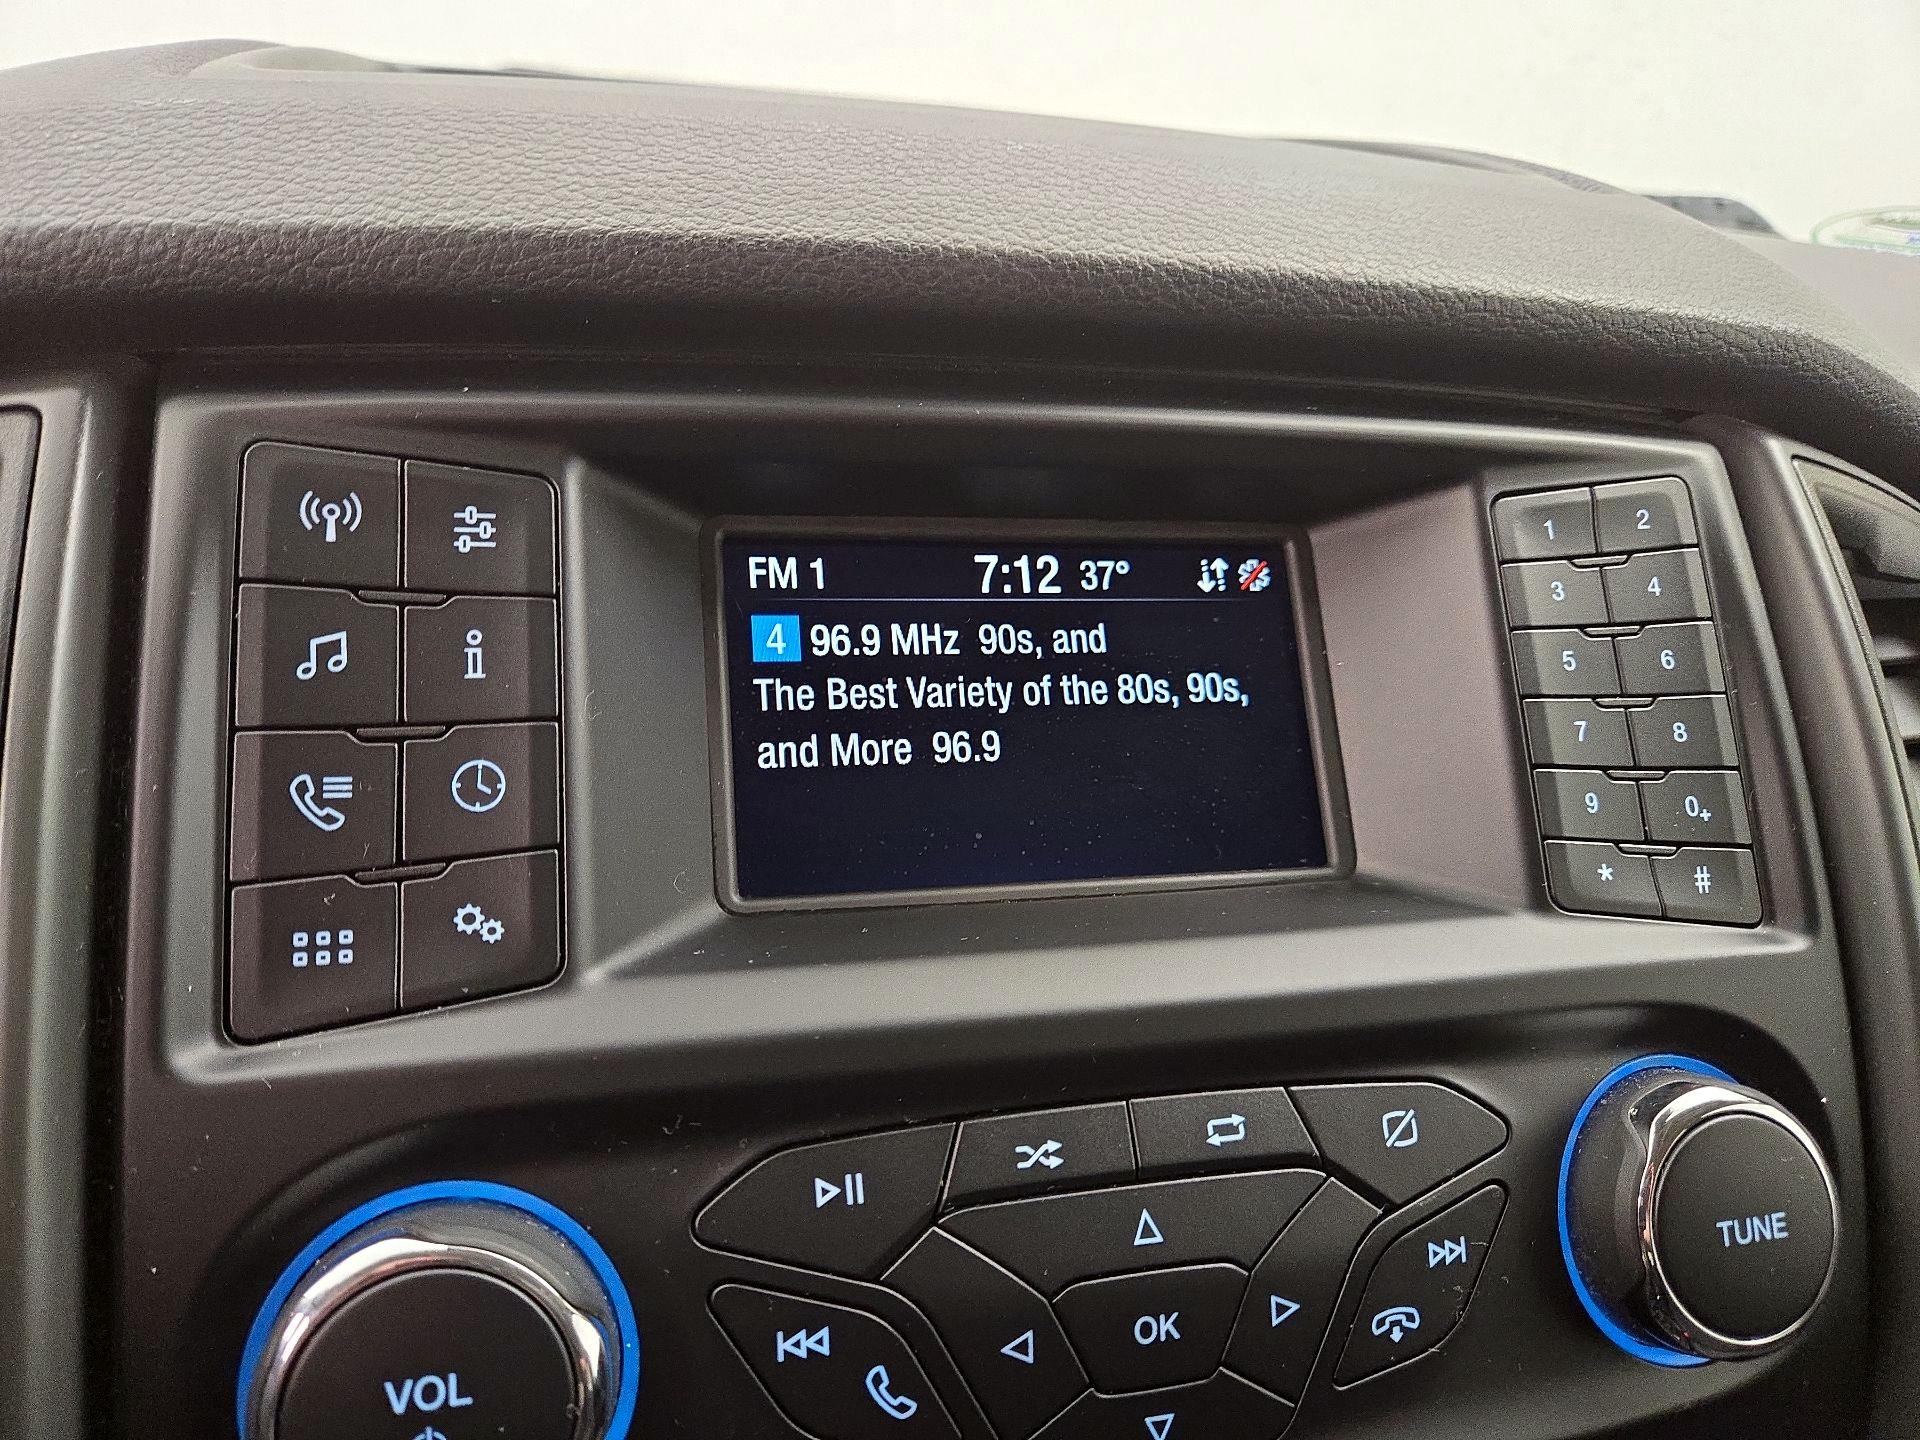 FM 1 7:12 37°
4 96.9 MHz 90s, and
The Best Variety of the 80s, 90s,
and More 96.9
1 2
3 4
5 6
7 8
9 0+
* #
OK
VOL
TUNE